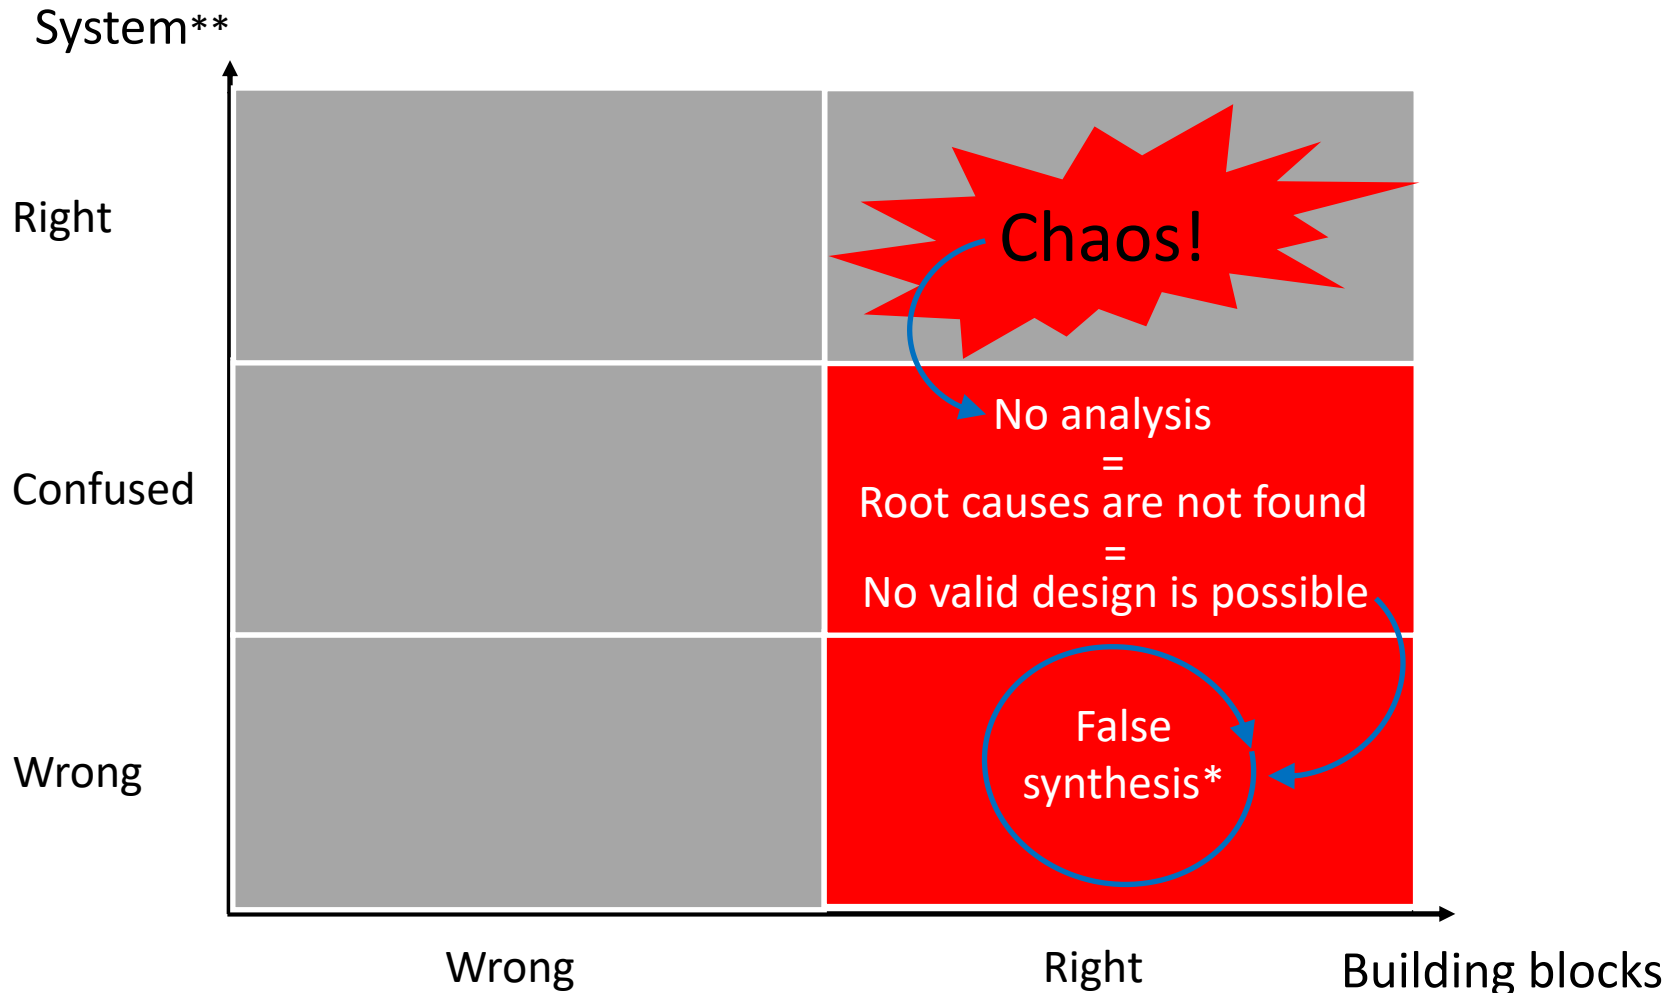 System**
Right
Chaos!
Confused
No analysis
=
Root causes are not found
=
No valid design is possible
Wrong
False
synthesis*
Wrong
Right
Building blocks